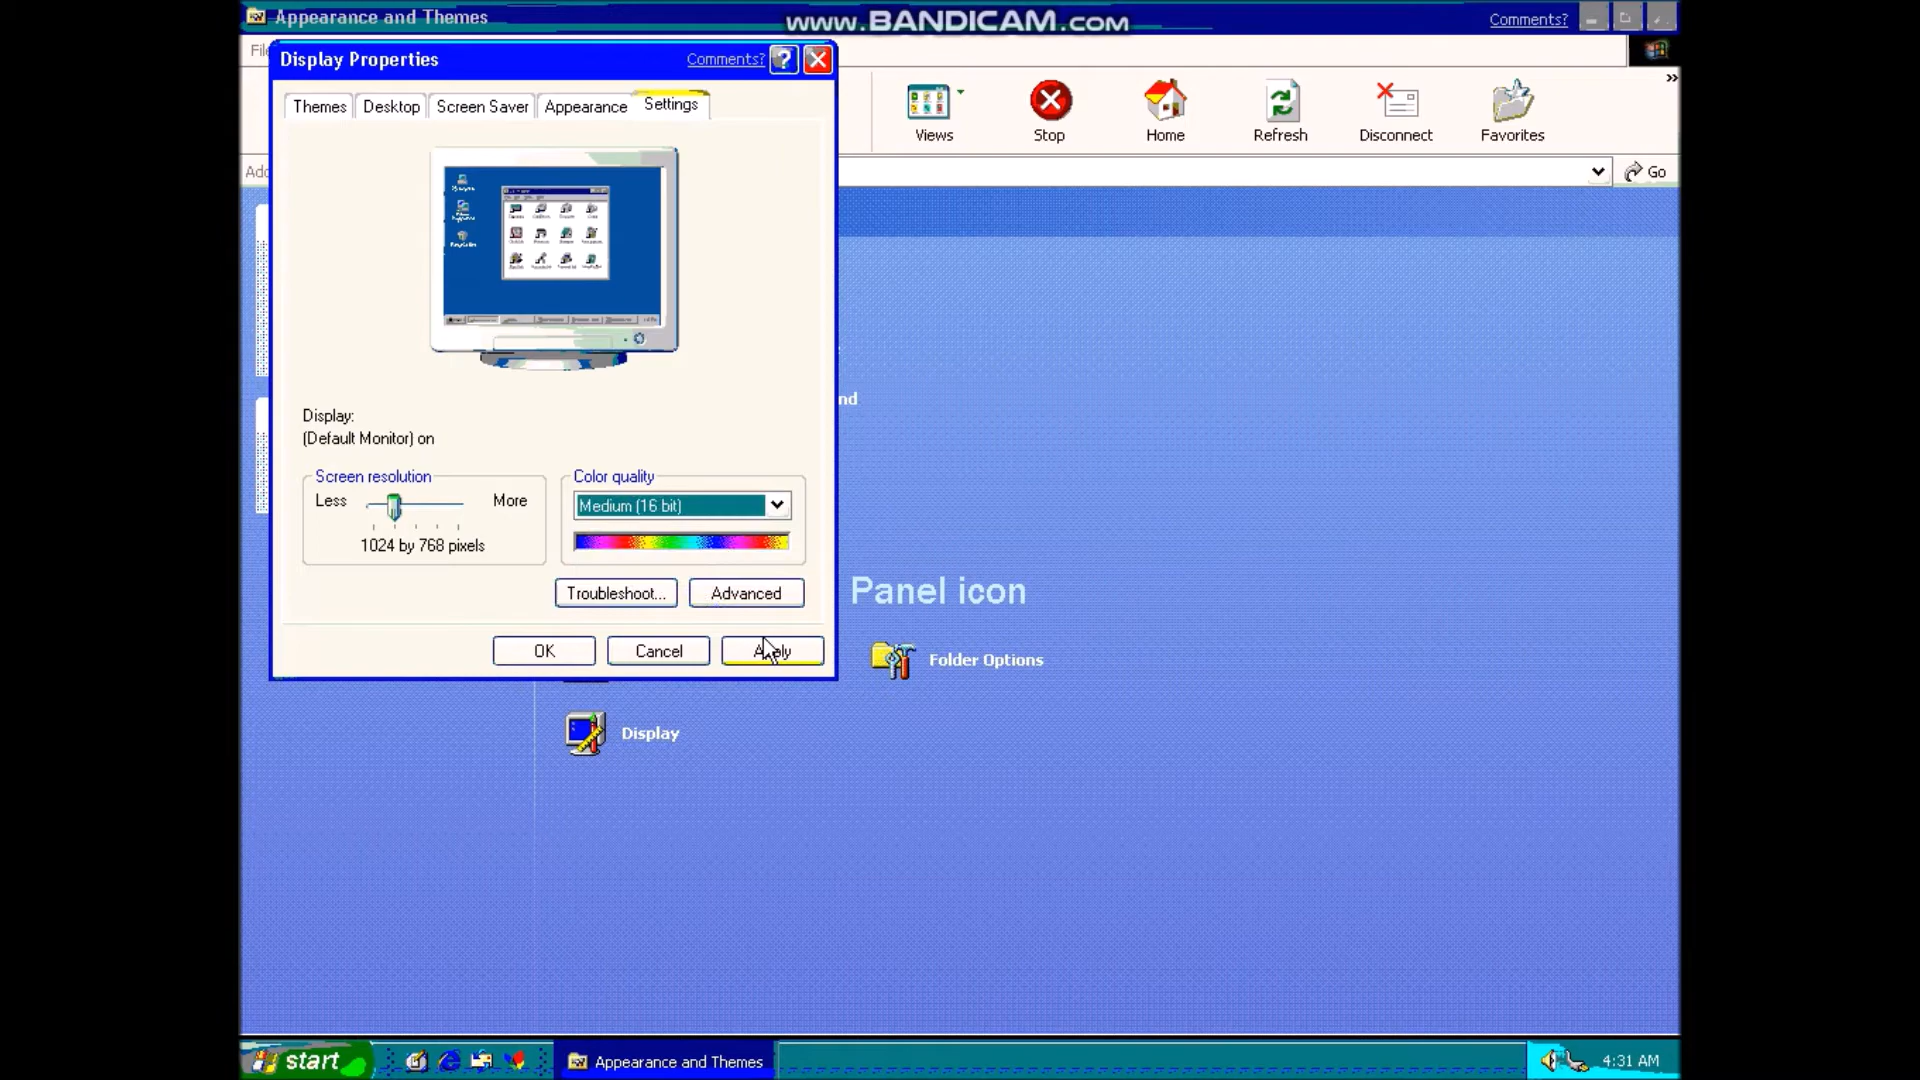 Appearance and Themes
www.BANDICAM.com
Comments?
Display Properties
Comments?
Themes
Desktop
Screen Saver
Appearance
Settings
Views
Stop
Home
Refresh
Disconnect
Favorites
»
Go
Display:
(Default Monitor) on
nd
Screen resolution
Less
More
1024 by 768 pixels
Color quality
Medium (16 bit)
Troubleshoot...
Advanced
OK
Cancel
Apply
Panel icon
Folder Options
Display
start
Appearance and Themes
4:31 AM